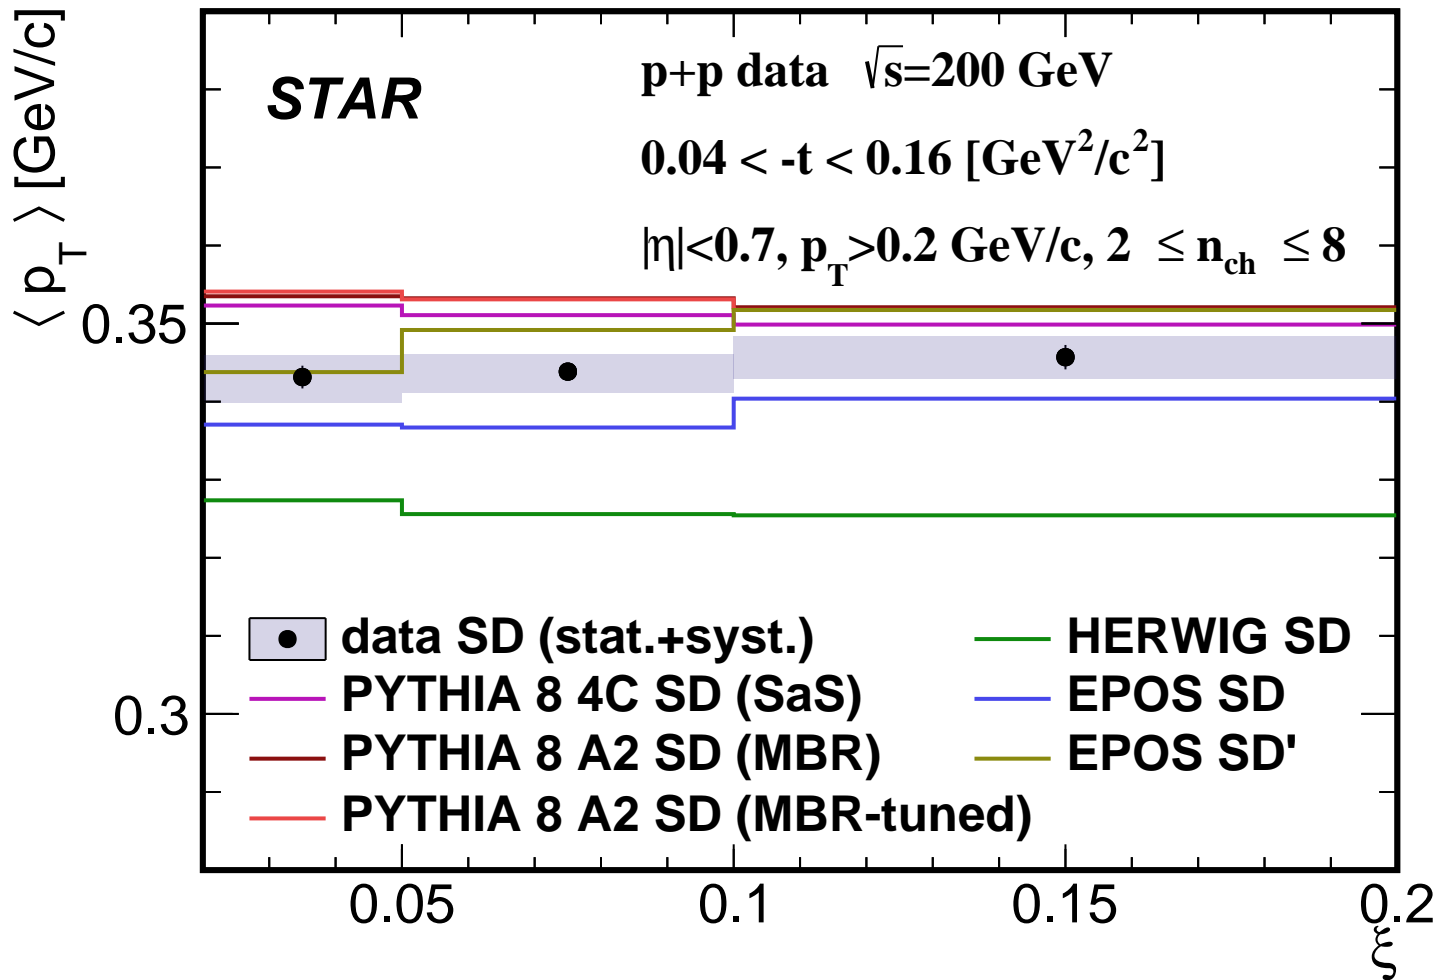 ⟨ p_T ⟩ [GeV/c]
STAR
p+p data √s=200 GeV
0.04 < -t < 0.16 [GeV²/c²]
|η|<0.7, p_T>0.2 GeV/c, 2 ≤ n_ch ≤ 8
0.35
0.3
data SD (stat.+syst.)
PYTHIA 8 4C SD (SaS)
PYTHIA 8 A2 SD (MBR)
PYTHIA 8 A2 SD (MBR-tuned)
HERWIG SD
EPOS SD
EPOS SD'
0.05 0.1 0.15 0.2
ξ